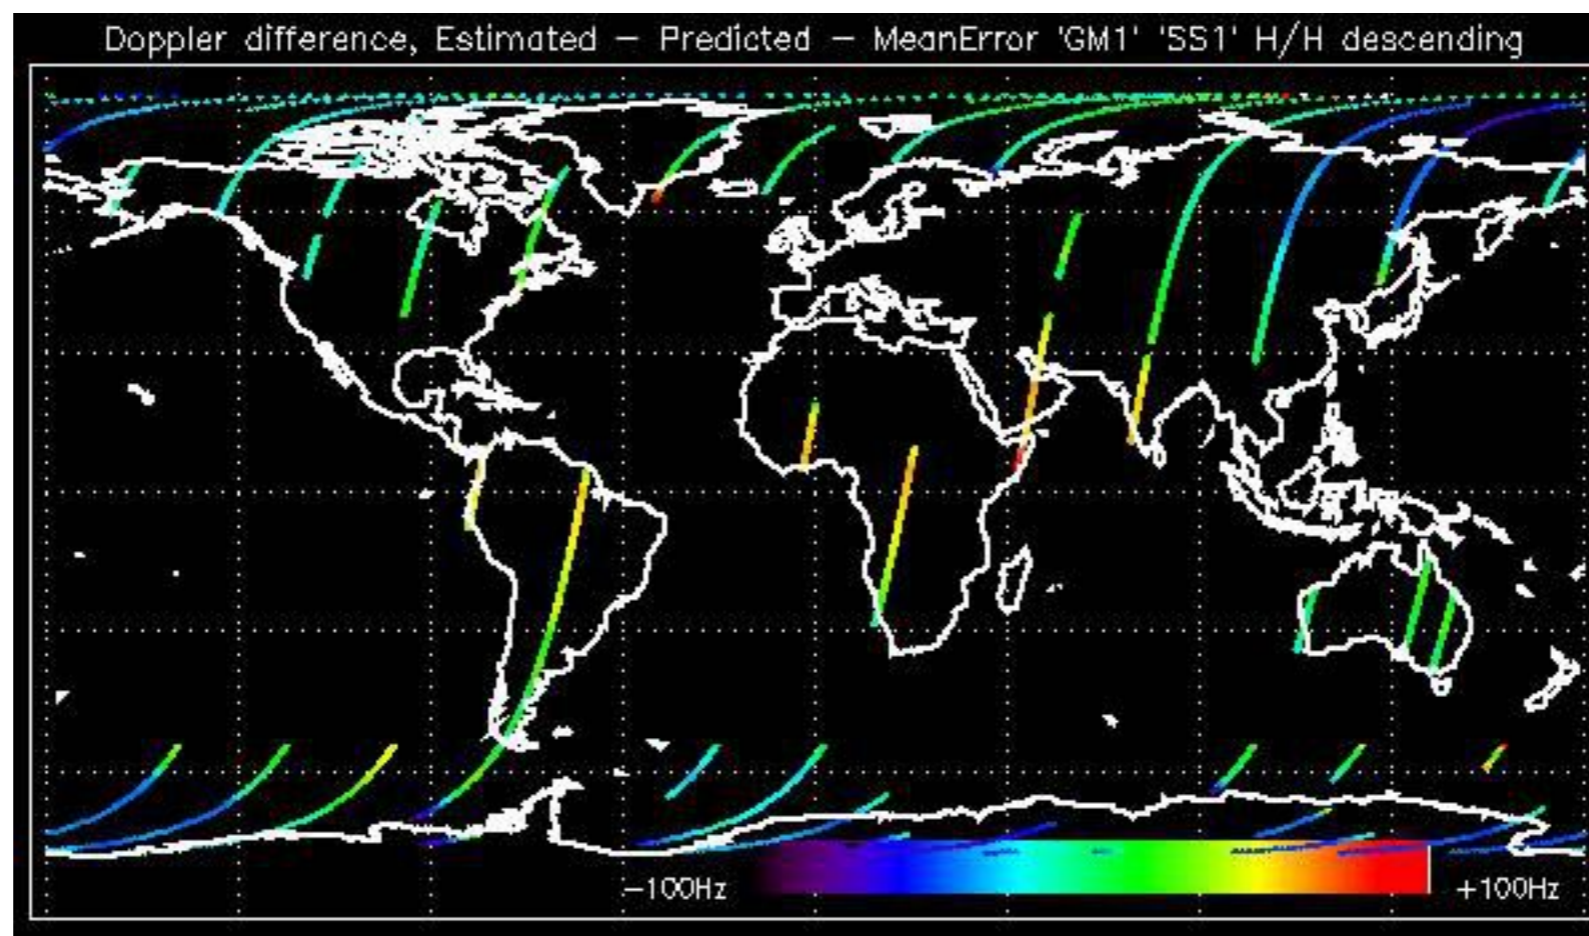 Doppler difference, Estimated – Predicted – MeanError 'GM1' 'SS1' H/H descending
−100Hz
+100Hz